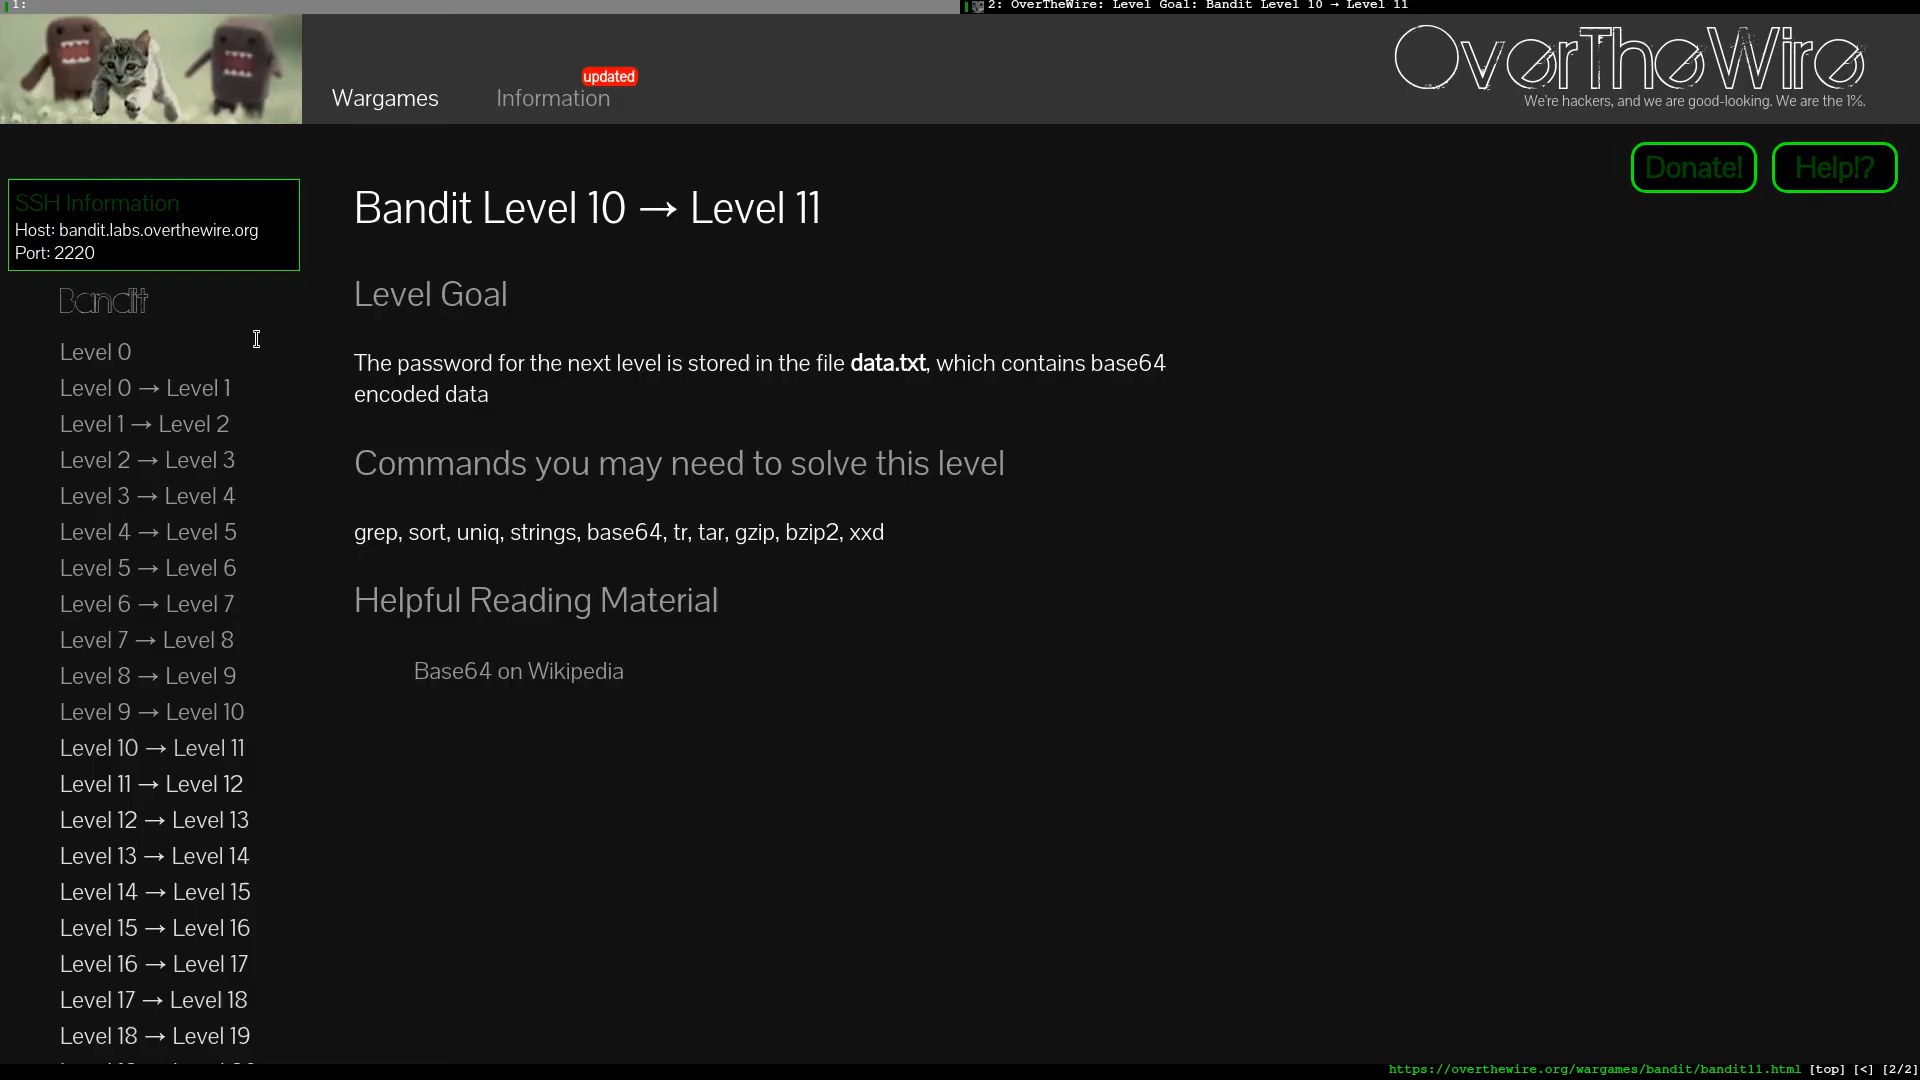 1:
2: OverTheWire: Level Goal: Bandit Level 10 → Level 11
Wargames
updated
Information
OverTheWire
We're hackers, and we are good-looking. We are the 1%.
Donate!
Help!?
SSH Information
Host: bandit.labs.overthewire.org
Port: 2220
Bandit
Level 0
Level 0 → Level 1
Level 1 → Level 2
Level 2 → Level 3
Level 3 → Level 4
Level 4 → Level 5
Level 5 → Level 6
Level 6 → Level 7
Level 7 → Level 8
Level 8 → Level 9
Level 9 → Level 10
Level 10 → Level 11
Level 11 → Level 12
Level 12 → Level 13
Level 13 → Level 14
Level 14 → Level 15
Level 15 → Level 16
Level 16 → Level 17
Level 17 → Level 18
Level 18 → Level 19
Bandit Level 10 → Level 11
Level Goal
The password for the next level is stored in the file data.txt, which contains base64
encoded data
Commands you may need to solve this level
grep, sort, uniq, strings, base64, tr, tar, gzip, bzip2, xxd
Helpful Reading Material
Base64 on Wikipedia
https://overthewire.org/wargames/bandit/bandit11.html [top] [<] [2/2]